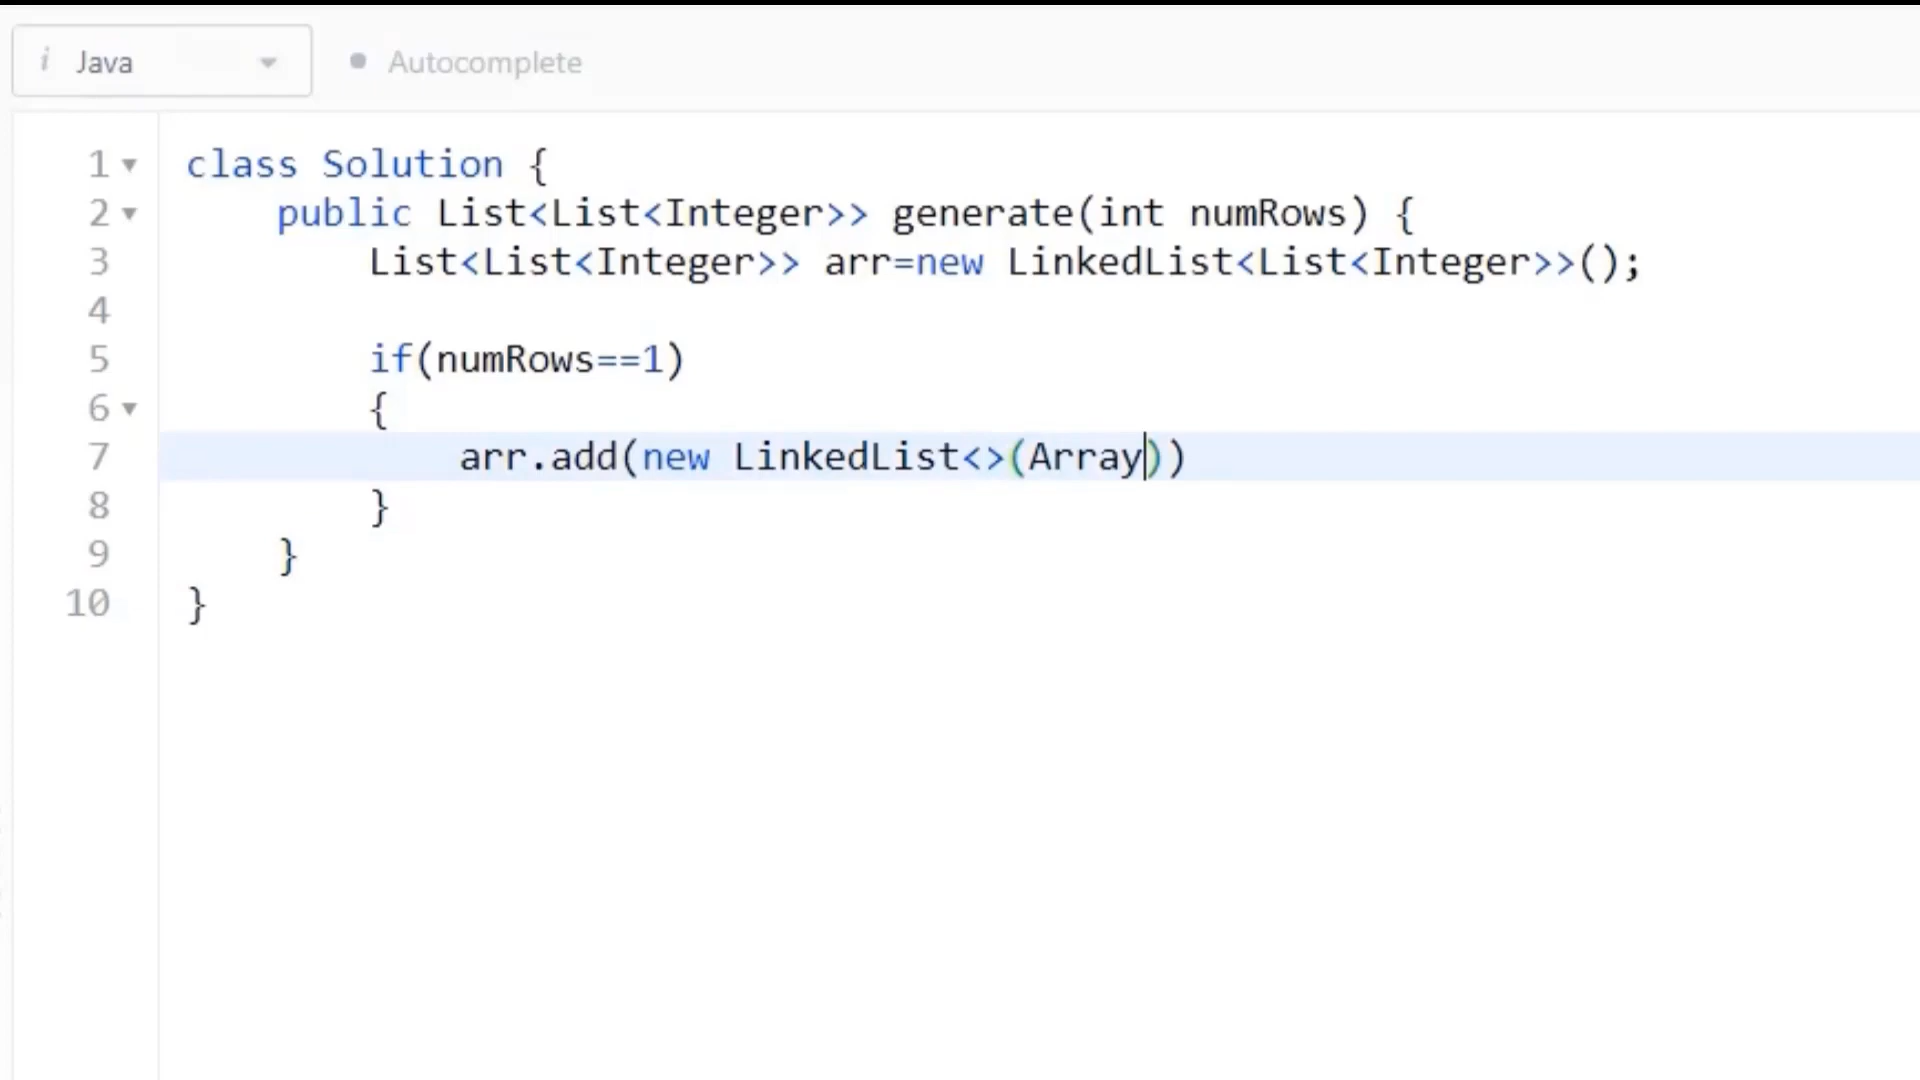 i Java Autocomplete
1 class Solution {
2 public List<List<Integer>> generate(int numRows) {
3 List<List<Integer>> arr=new LinkedList<List<Integer>>();
4
5 if(numRows==1)
6 {
7 arr.add(new LinkedList<>(Array))
8 }
9 }
10 }